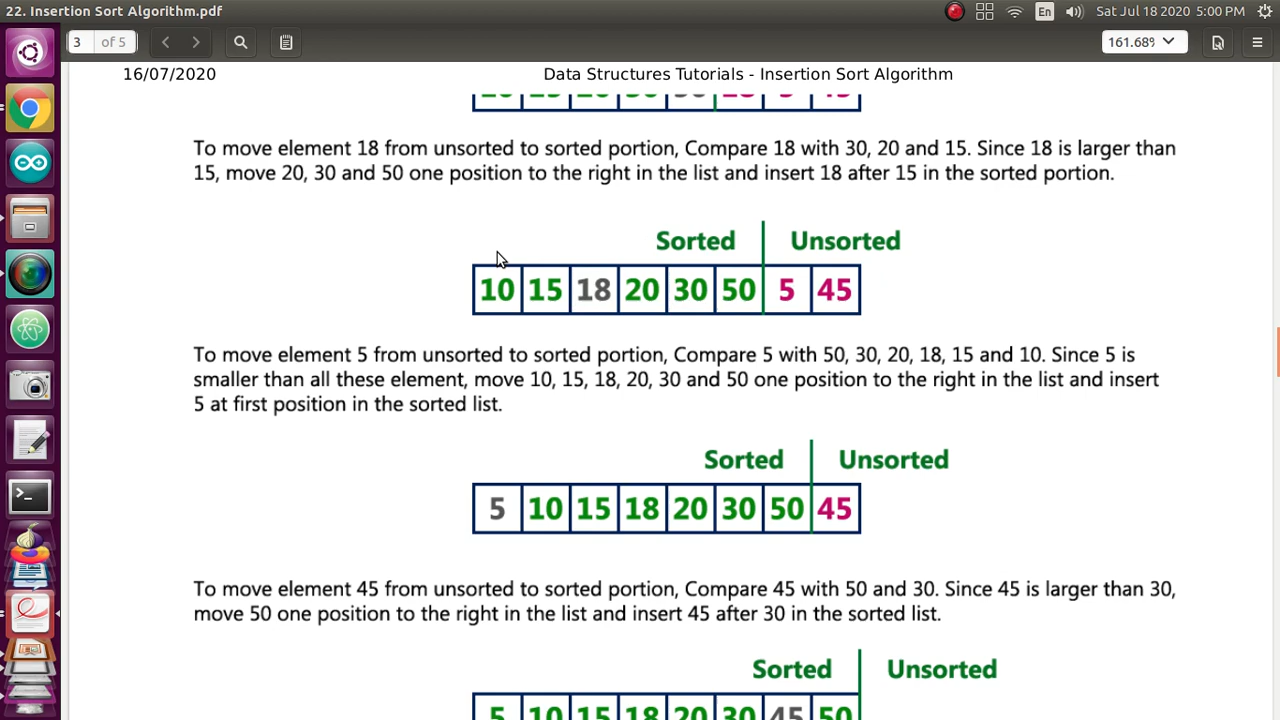 22. Insertion Sort Algorithm.pdf En Sat Jul 18 2020 5:00 PM
3 of 5 161.68%
16/07/2020 Data Structures Tutorials - Insertion Sort Algorithm
To move element 18 from unsorted to sorted portion, Compare 18 with 30, 20 and 15. Since 18 is larger than
15, move 20, 30 and 50 one position to the right in the list and insert 18 after 15 in the sorted portion.
Sorted Unsorted
10 15 18 20 30 50 5 45
To move element 5 from unsorted to sorted portion, Compare 5 with 50, 30, 20, 18, 15 and 10. Since 5 is
smaller than all these element, move 10, 15, 18, 20, 30 and 50 one position to the right in the list and insert
5 at first position in the sorted list.
Sorted Unsorted
5 10 15 18 20 30 50 45
To move element 45 from unsorted to sorted portion, Compare 45 with 50 and 30. Since 45 is larger than 30,
move 50 one position to the right in the list and insert 45 after 30 in the sorted list.
Sorted Unsorted
5 10 15 18 20 30 45 50